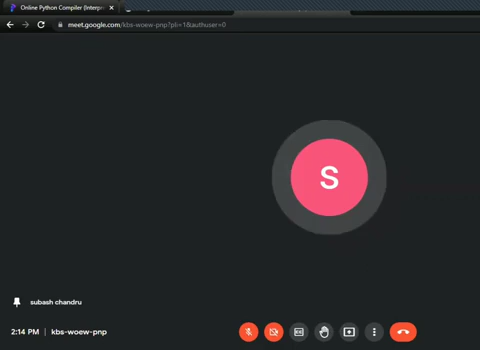 Online Python Compiler (Interpre
meet.google.com/kbs-woew-pnp?pli=1&authuser=0
S
subash chandru
2:14 PM | kbs-woew-pnp